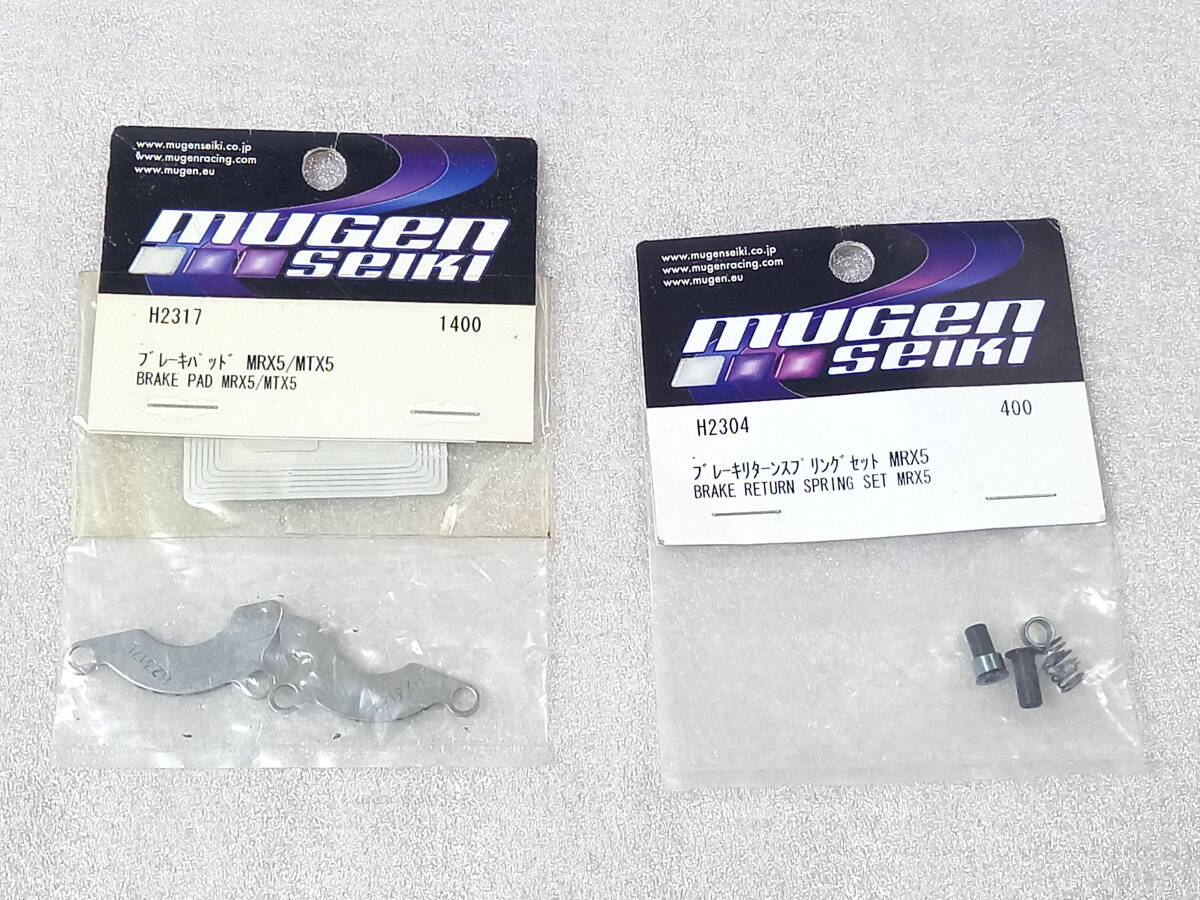 www.mugenseiki.co.jp
www.mugenracing.com
www.mugen.eu
mugen
seiki
H2317 1400
ﾌﾞﾚｰｷﾊﾟｯﾄﾞ MRX5/MTX5
BRAKE PAD MRX5/MTX5
H2317
www.mugenseiki.co.jp
www.mugenracing.com
www.mugen.eu
mugen
seiki
H2304 400
ﾌﾞﾚｰｷﾘﾀｰﾝｽﾌﾟﾘﾝｸﾞｾｯﾄ MRX5
BRAKE RETURN SPRING SET MRX5